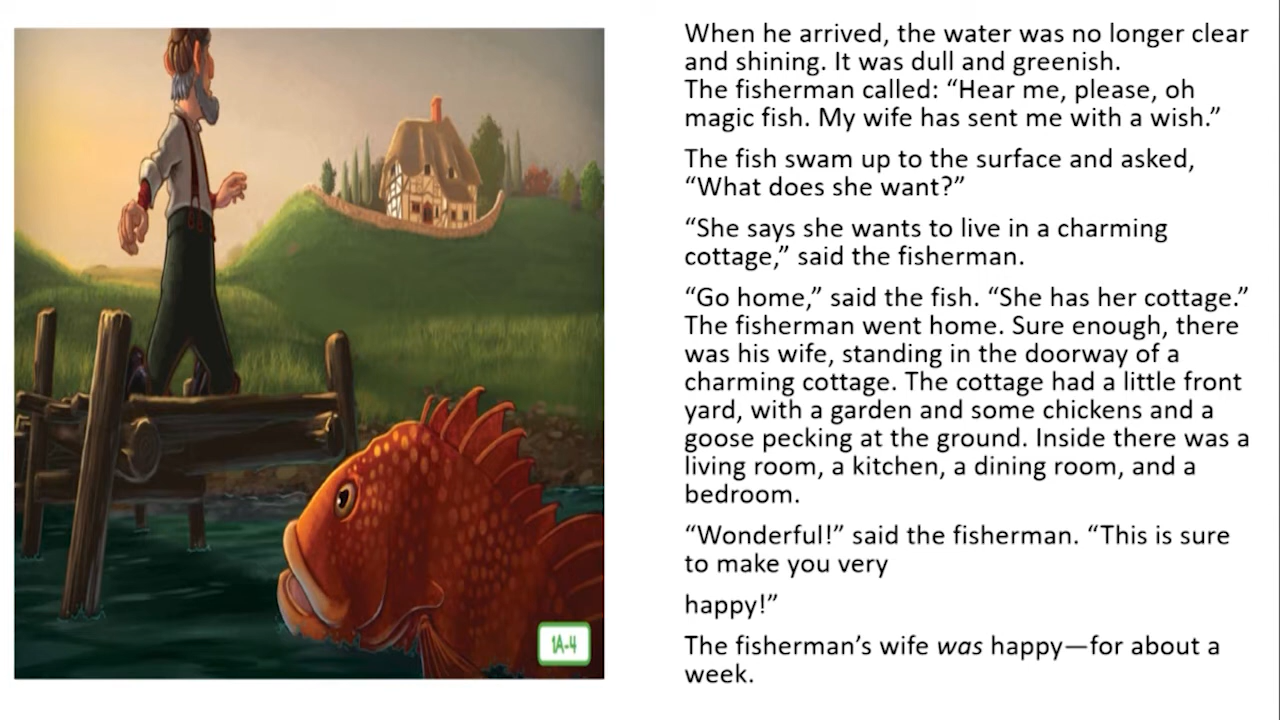 When he arrived, the water was no longer clear
and shining. It was dull and greenish.
The fisherman called: “Hear me, please, oh
magic fish. My wife has sent me with a wish.”
The fish swam up to the surface and asked,
“What does she want?”
“She says she wants to live in a charming
cottage,” said the fisherman.
“Go home,” said the fish. “She has her cottage.”
The fisherman went home. Sure enough, there
was his wife, standing in the doorway of a
charming cottage. The cottage had a little front
yard, with a garden and some chickens and a
goose pecking at the ground. Inside there was a
living room, a kitchen, a dining room, and a
bedroom.
“Wonderful!” said the fisherman. “This is sure
to make you very
happy!”
The fisherman’s wife was happy—for about a
week.
1A-4